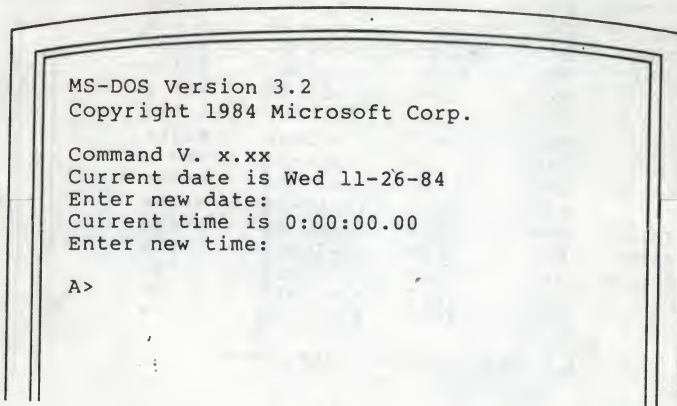 MS-DOS Version 3.2
Copyright 1984 Microsoft Corp.
Command V. x.xx
Current date is Wed 11-26-84
Enter new date:
Current time is 0:00:00.00
Enter new time:
A>